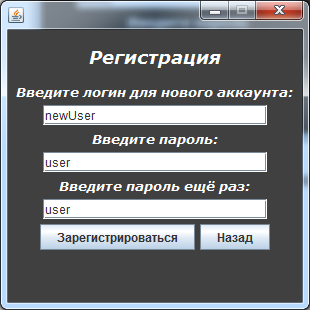 Регистрация
Введите логин для нового аккаунта:
newUser
Введите пароль:
user
Введите пароль ещё раз:
user
Зарегистрироваться Назад